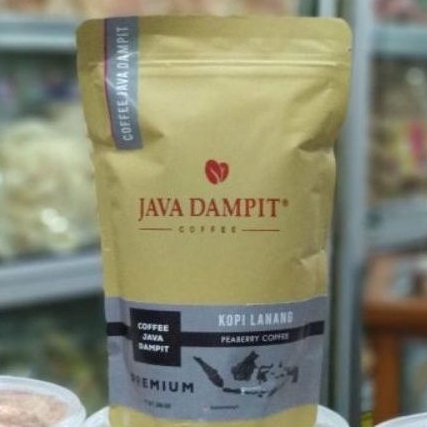 COFFEE JAVA DAMPIT
JAVA DAMPIT®
COFFEE
KOPI LANANG
COFFEE
JAVA
DAMPIT
PEABERRY COFFEE
PREMIUM